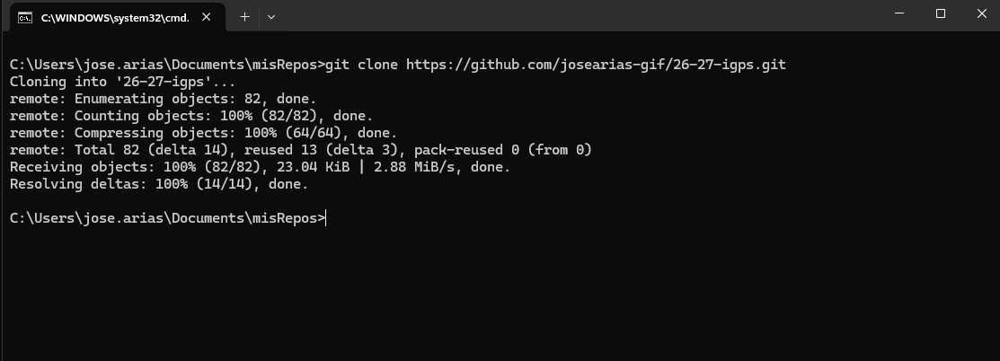 C:\WINDOWS\system32\cmd.
C:\Users\jose.arias\Documents\misRepos>git clone https://github.com/josearias-gif/26-27-igps.git
Cloning into '26-27-igps'...
remote: Enumerating objects: 82, done.
remote: Counting objects: 100% (82/82), done.
remote: Compressing objects: 100% (64/64), done.
remote: Total 82 (delta 14), reused 13 (delta 3), pack-reused 0 (from 0)
Receiving objects: 100% (82/82), 23.04 KiB | 2.88 MiB/s, done.
Resolving deltas: 100% (14/14), done.
C:\Users\jose.arias\Documents\misRepos>